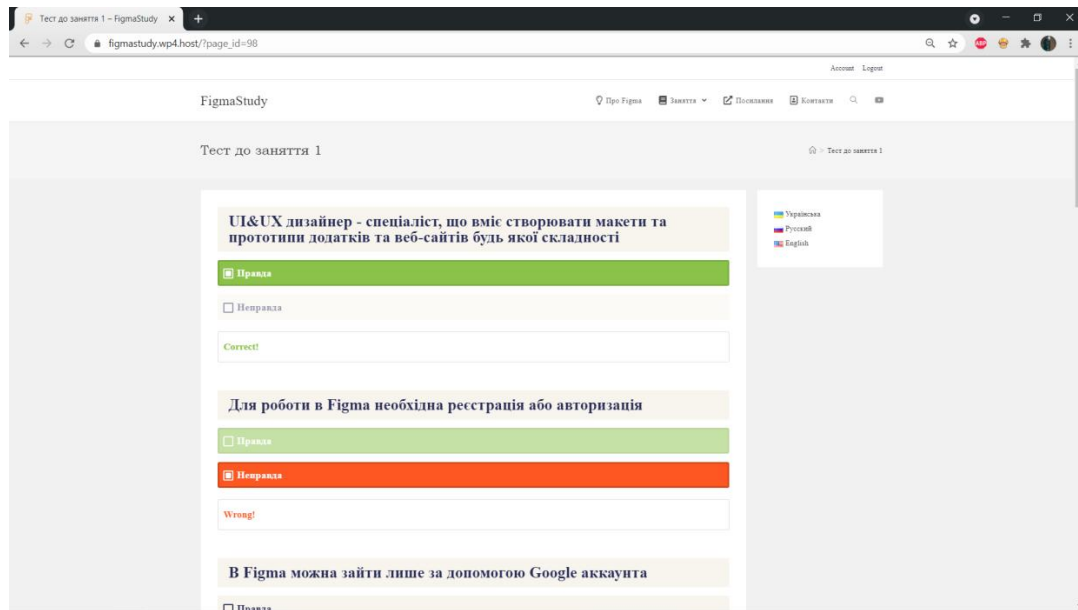 Тест до заняття 1 – FigmaStudy
figmastudy.wp4.host/?page_id=98
ABP
Account Logout
FigmaStudy
Про Figma Заняття Посилання Контакти
Тест до заняття 1
> Тест до заняття 1
UI&UX дизайнер - спеціаліст, що вміє створювати макети та
прототипи додатків та веб-сайтів будь якої складності
Українська
Русский
English
Правда
Неправда
Correct!
Для роботи в Figma необхідна реєстрація або авторизація
Правда
Неправда
Wrong!
В Figma можна зайти лише за допомогою Google аккаунта
Правда